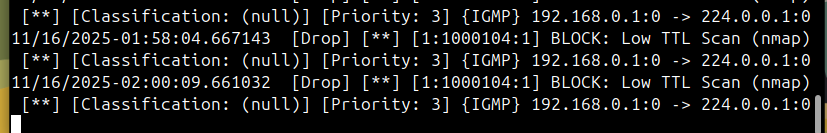 [**] [Classification: (null)] [Priority: 3] {IGMP} 192.168.0.1:0 -> 224.0.0.1:0
11/16/2025-01:58:04.667143  [Drop] [**] [1:1000104:1] BLOCK: Low TTL Scan (nmap)
[**] [Classification: (null)] [Priority: 3] {IGMP} 192.168.0.1:0 -> 224.0.0.1:0
11/16/2025-02:00:09.661032  [Drop] [**] [1:1000104:1] BLOCK: Low TTL Scan (nmap)
[**] [Classification: (null)] [Priority: 3] {IGMP} 192.168.0.1:0 -> 224.0.0.1:0